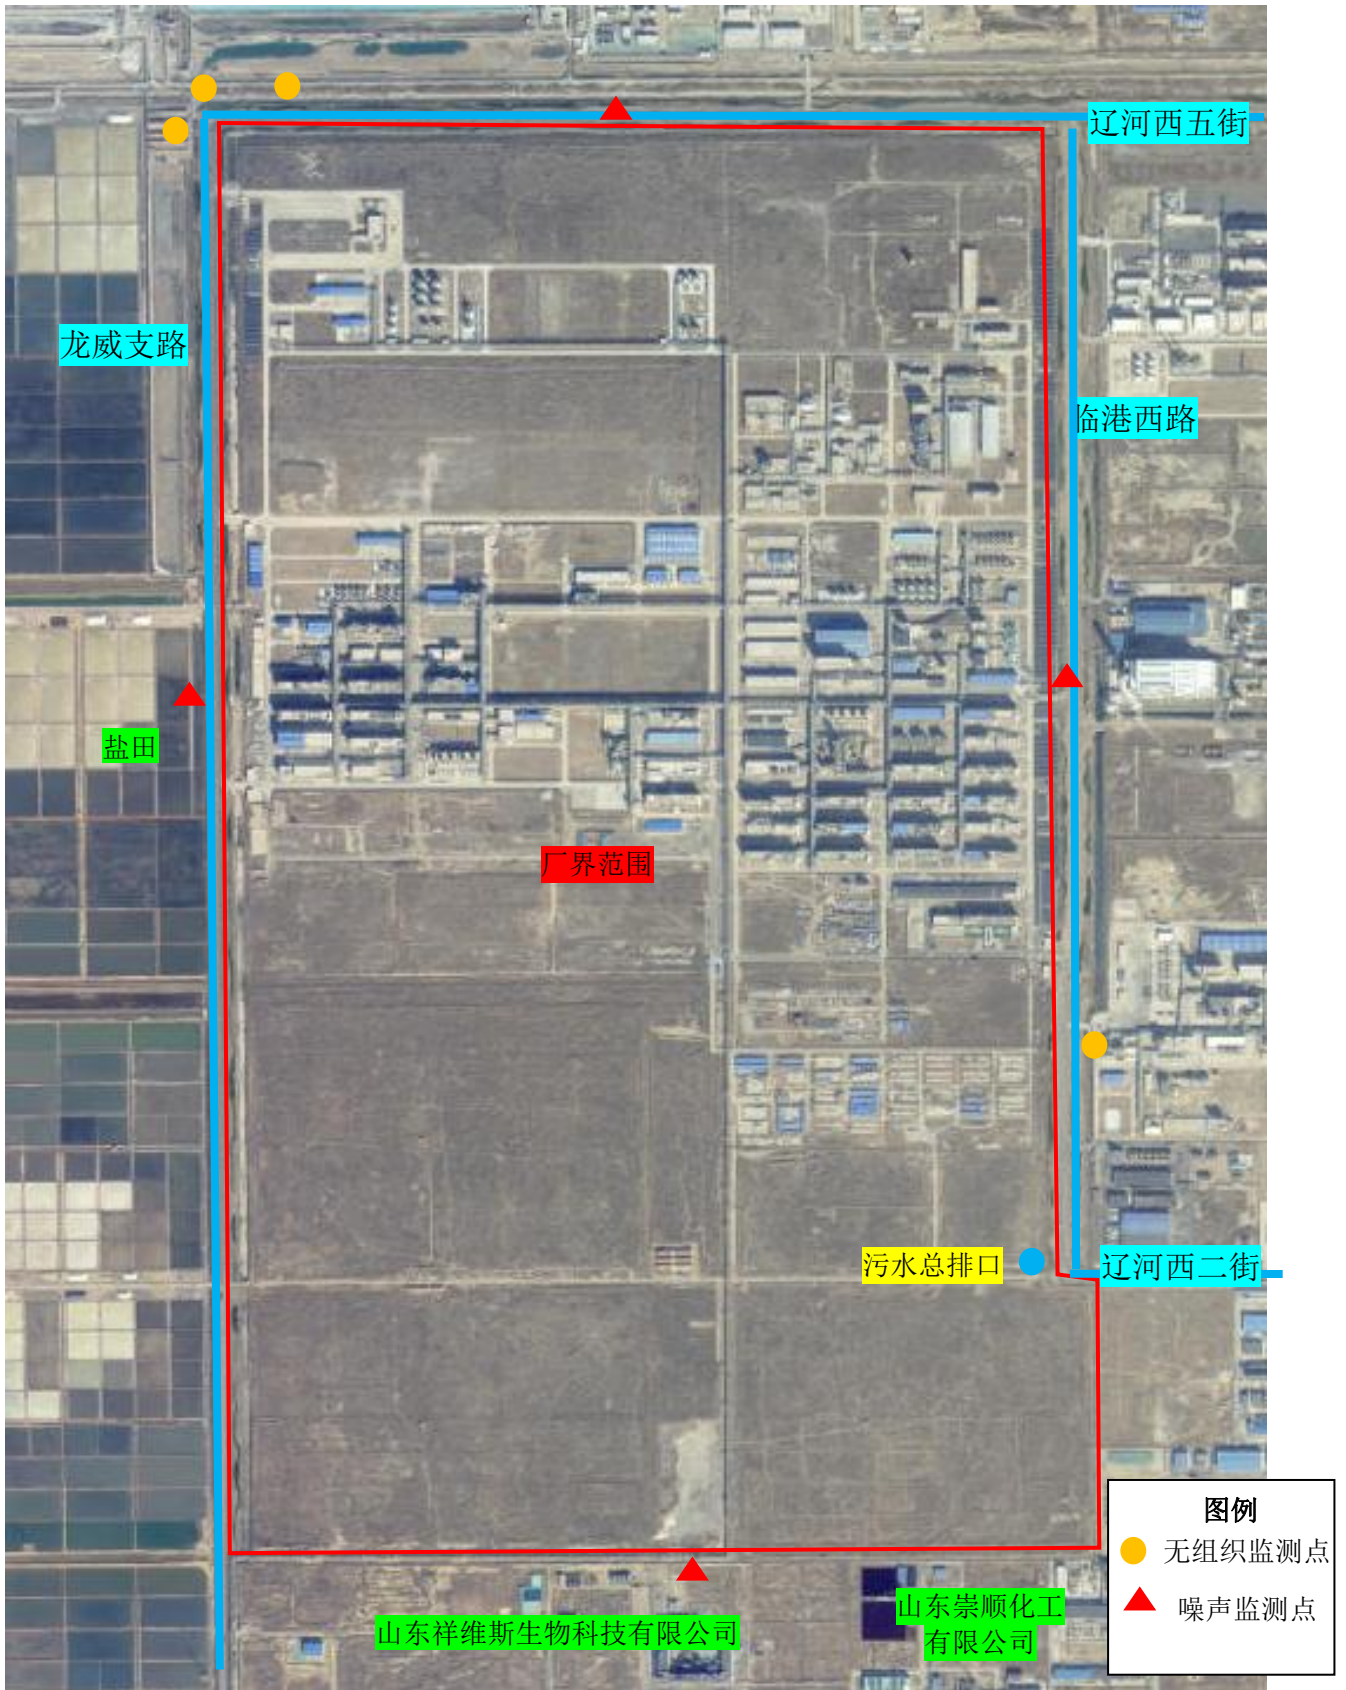 辽河西五街
龙威支路
临港西路
盐田
厂界范围
污水总排口
辽河西二街
图例
无组织监测点
噪声监测点
山东祥维斯生物科技有限公司
山东崇顺化工
有限公司